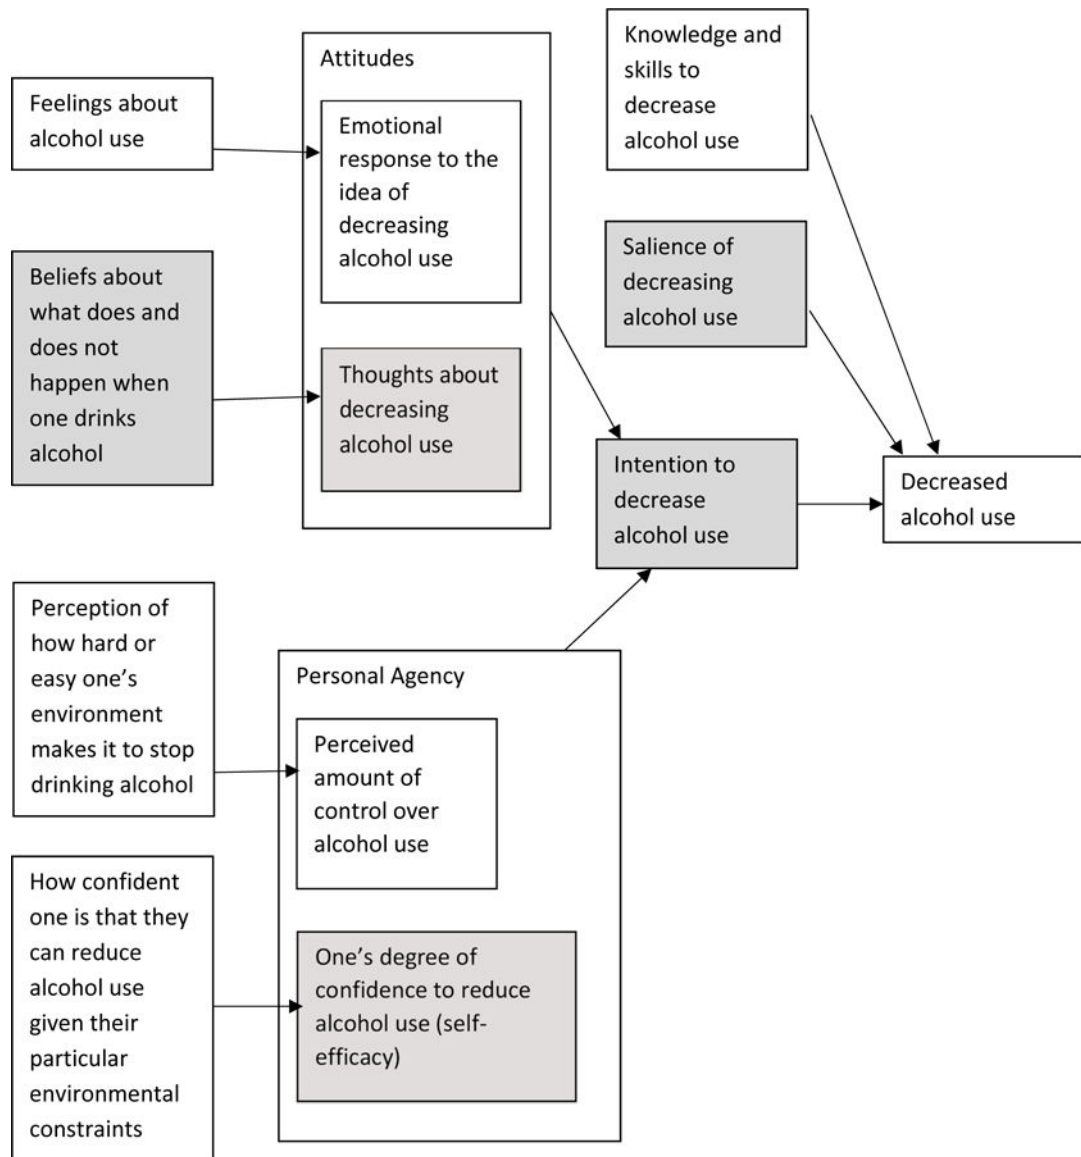 Feelings about
alcohol use
Beliefs about
what does and
does not
happen when
one drinks
alcohol
Attitudes
Emotional
response to the
idea of
decreasing
alcohol use
Thoughts about
decreasing
alcohol use
Knowledge and
skills to
decrease
alcohol use
Salience of
decreasing
alcohol use
Intention to
decrease
alcohol use
Decreased
alcohol use
Perception of
how hard or
easy one’s
environment
makes it to stop
drinking alcohol
How confident
one is that they
can reduce
alcohol use
given their
particular
environmental
constraints
Personal Agency
Perceived
amount of
control over
alcohol use
One’s degree of
confidence to reduce
alcohol use (self-
efficacy)